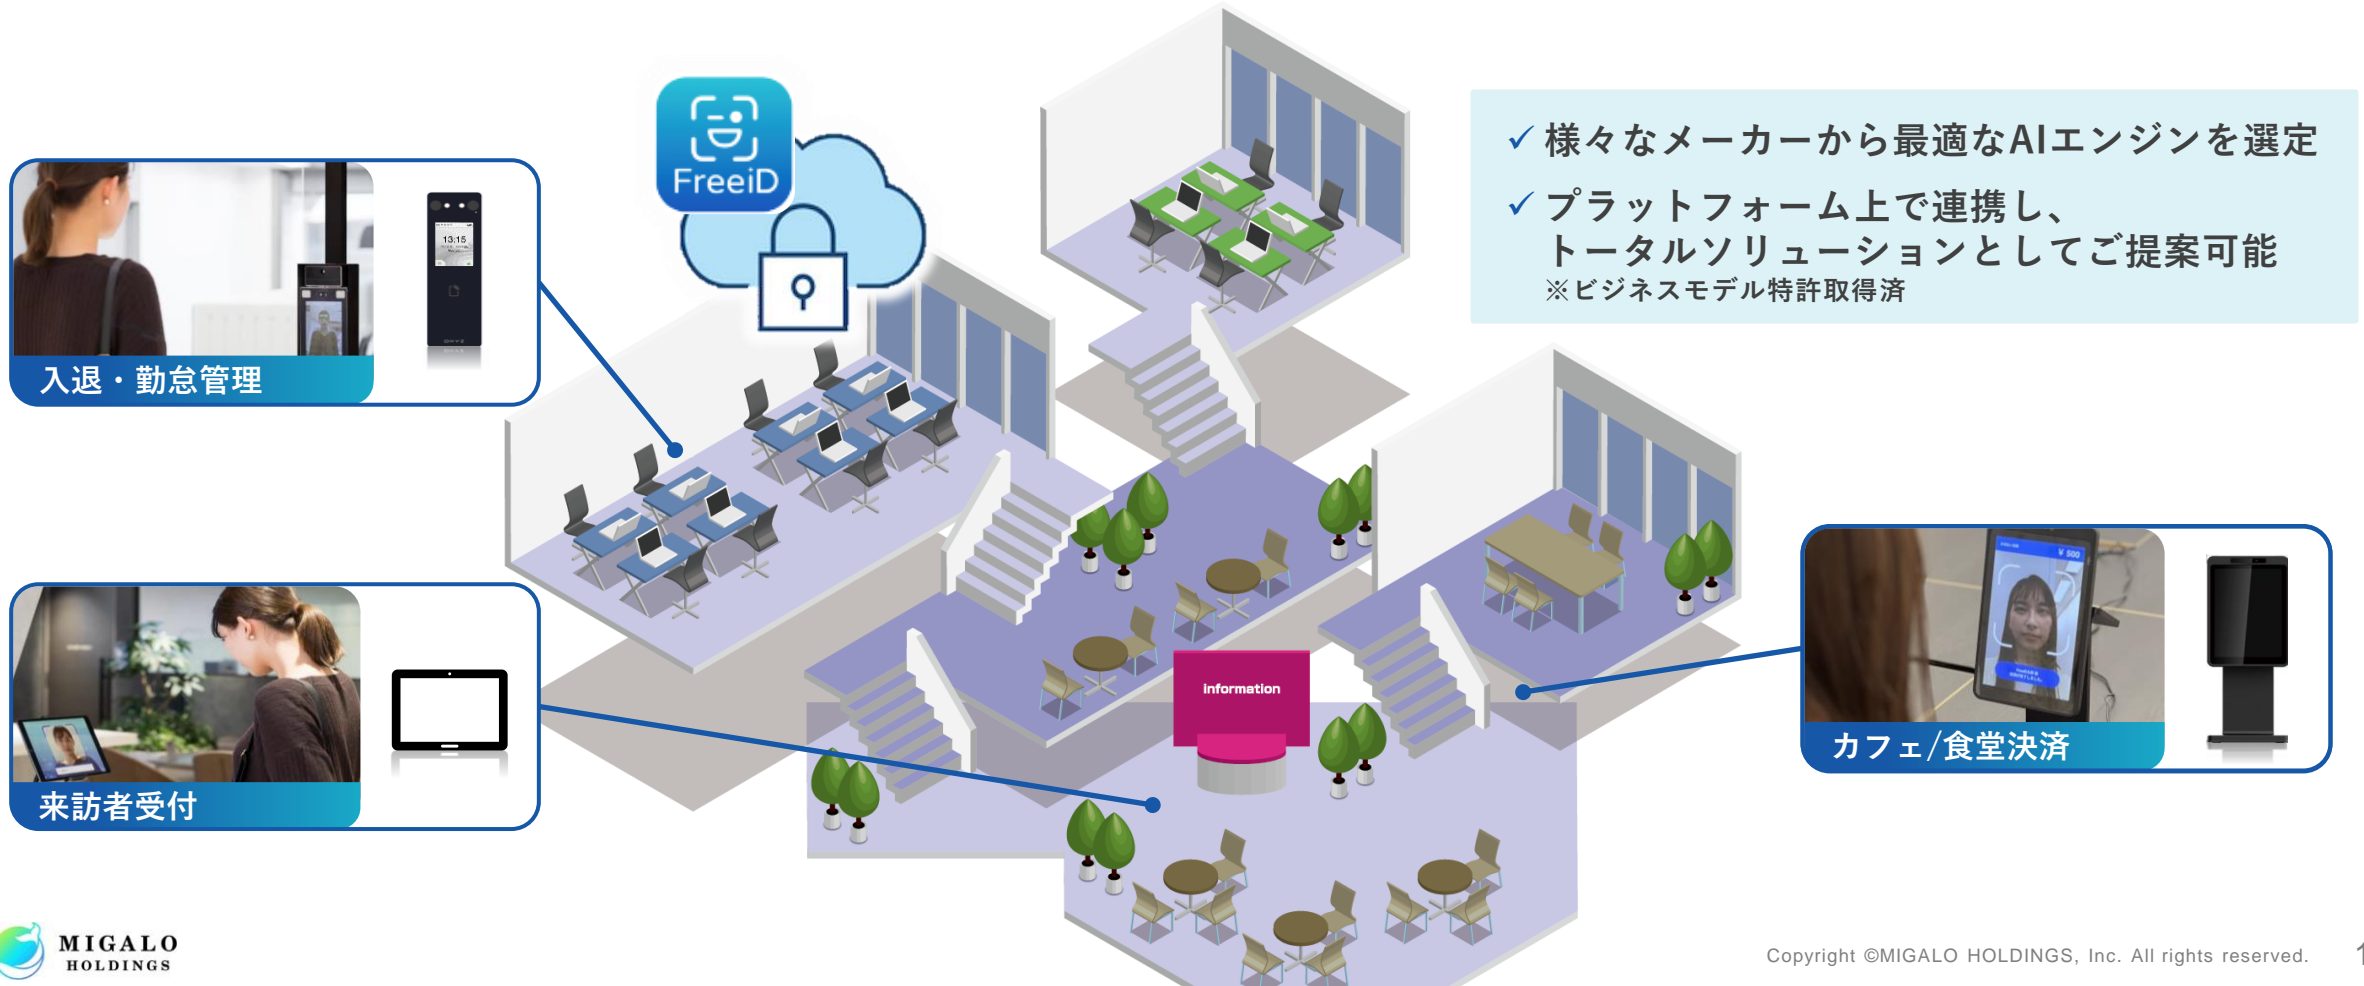 FreeiD
✓ 様々なメーカーから最適なAIエンジンを選定
✓ プラットフォーム上で連携し、
トータルソリューションとしてご提案可能
※ビジネスモデル特許取得済
13:15
入退・勤怠管理
information
¥ 500
来訪者受付
カフェ/食堂決済
MIGALO
HOLDINGS
Copyright ©MIGALO HOLDINGS, Inc. All rights reserved.